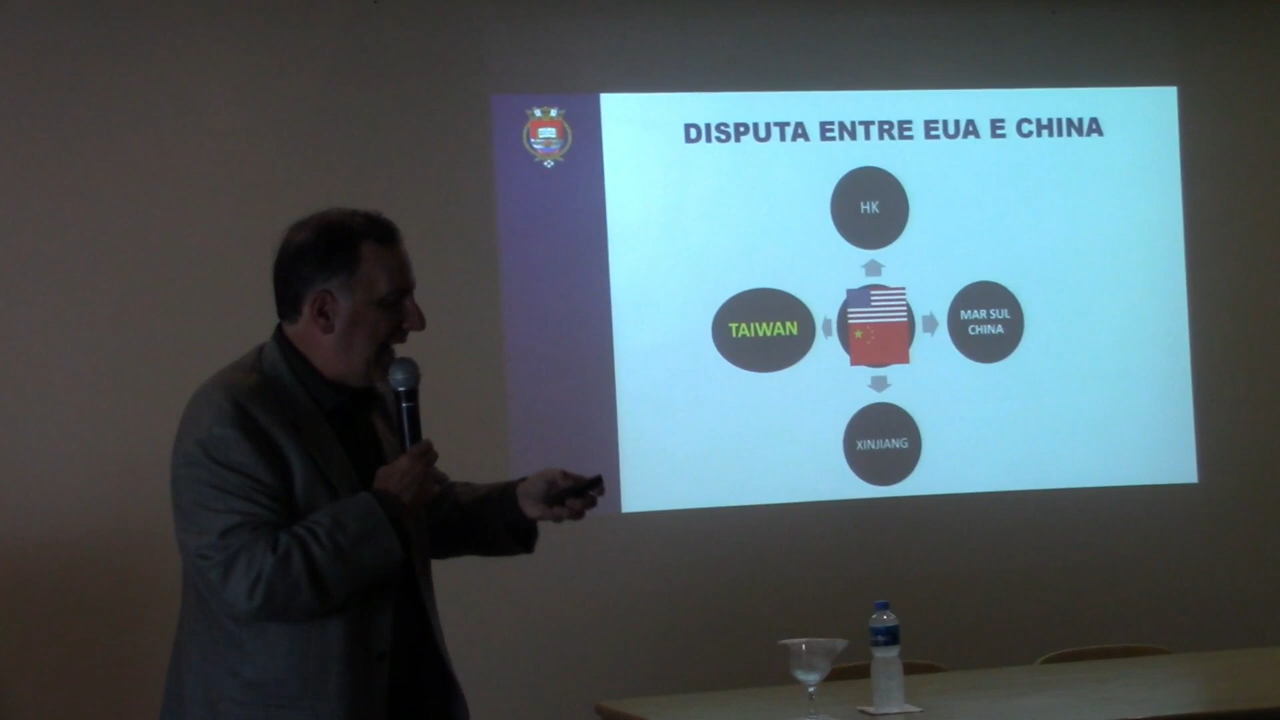 DISPUTA ENTRE EUA E CHINA
HK
TAIWAN
MAR SUL
CHINA
XINJIANG